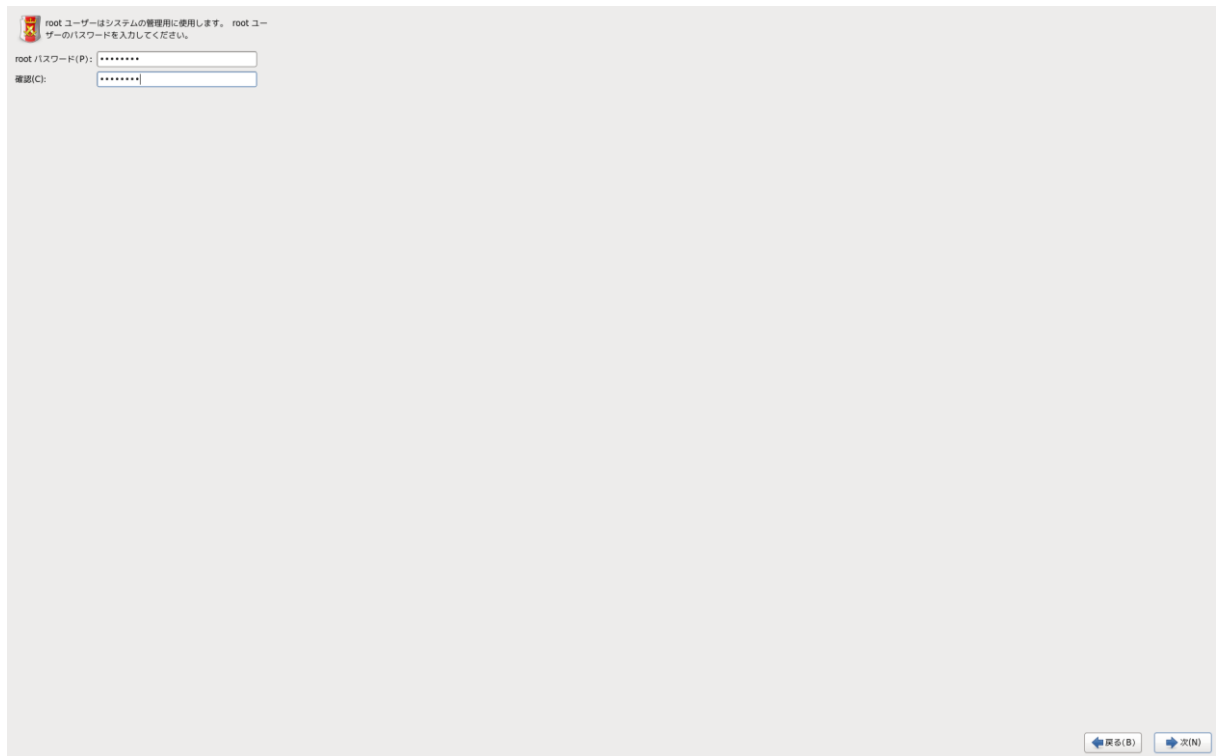 root ユーザーはシステムの管理用に使用します。 root ユー
ザーのパスワードを入力してください。
root パスワード(P): ••••••••
確認(C): ••••••••
戻る(B) 次(N)